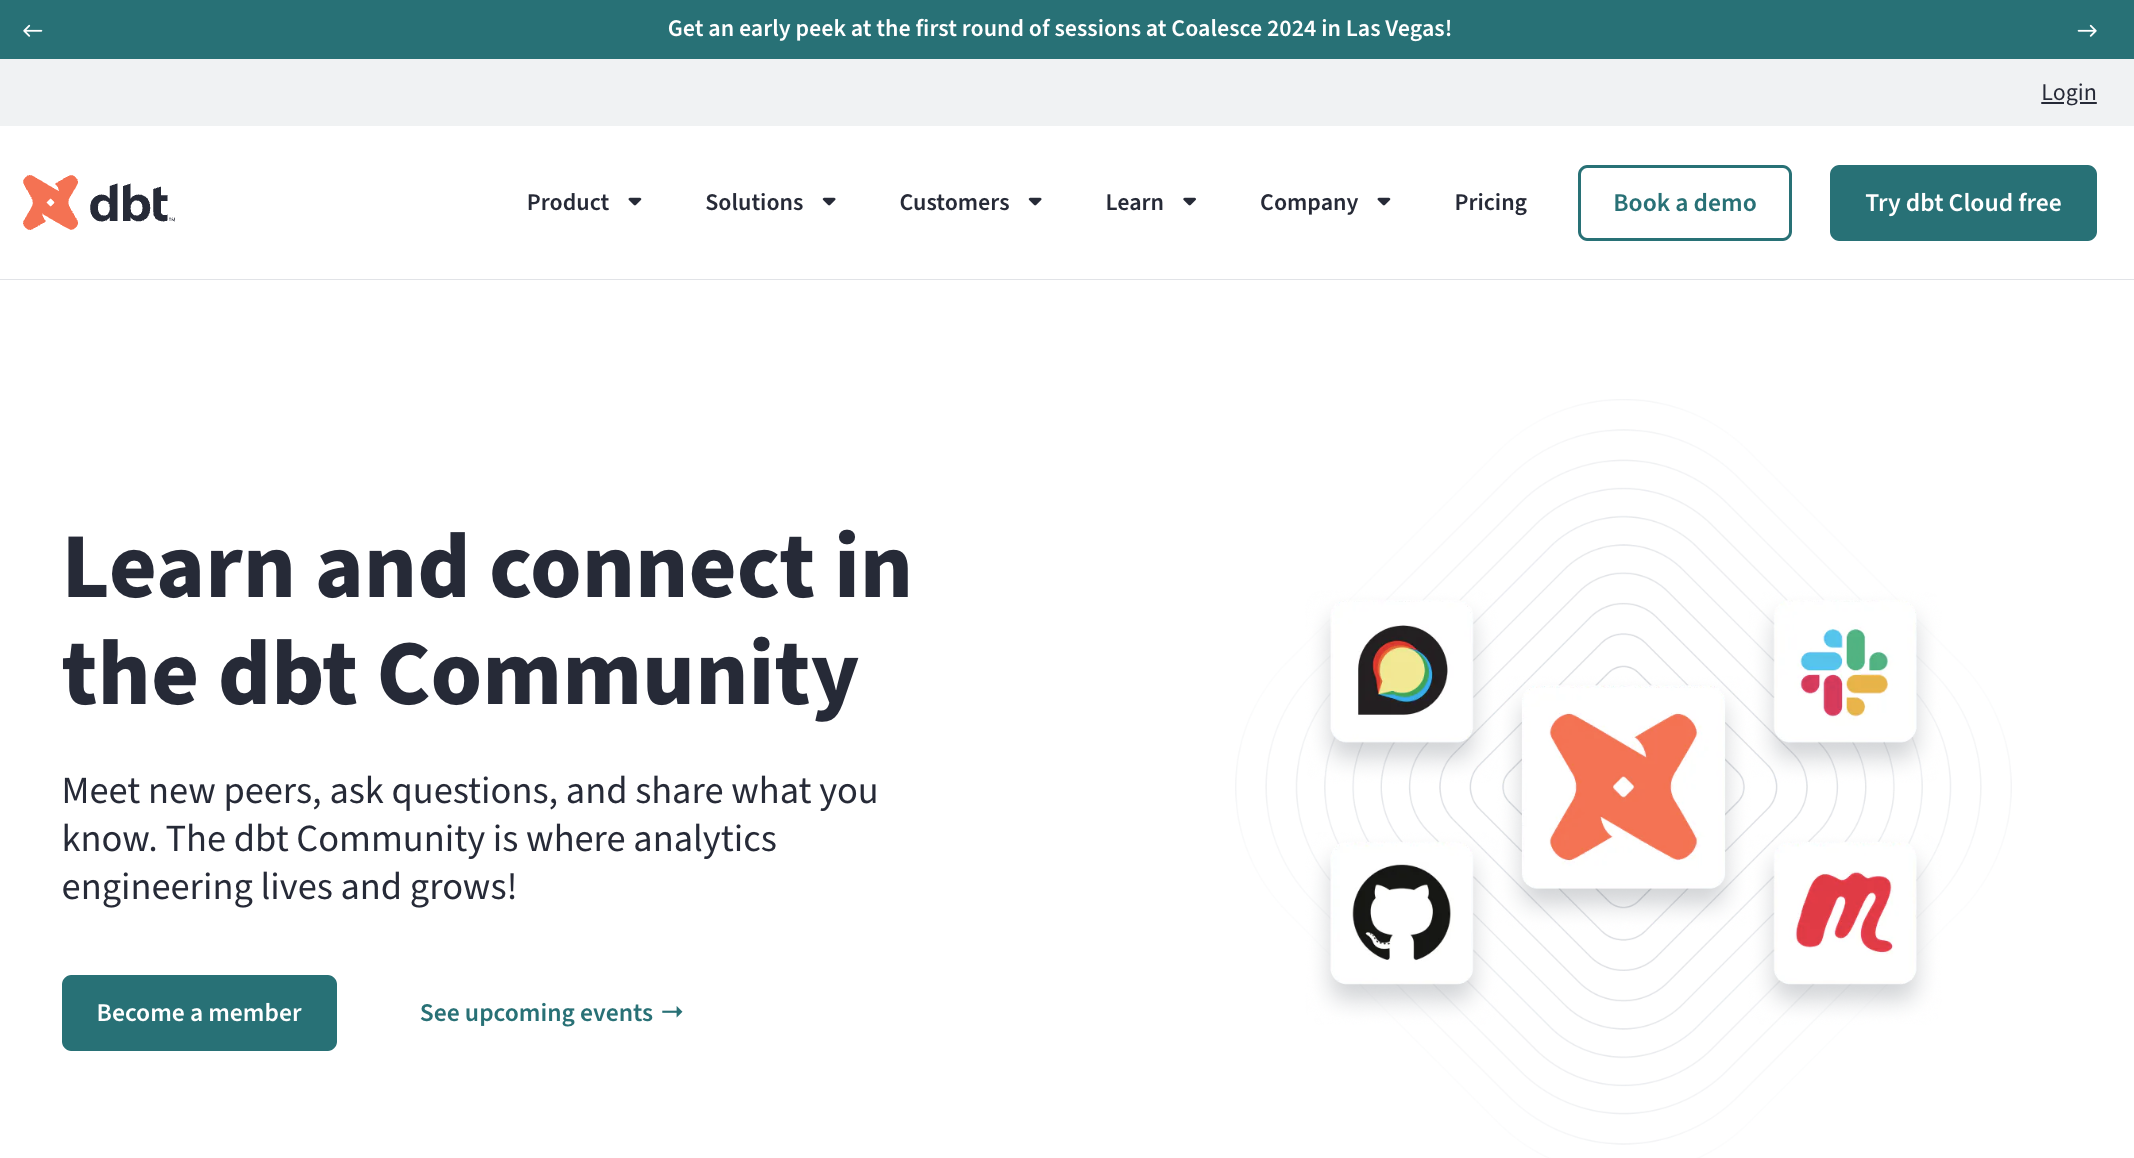 Get an early peek at the first round of sessions at Coalesce 2024 in Las Vegas!
Login
dbt
Product
Solutions
Customers
Learn
Company
Pricing
Book a demo
Try dbt Cloud free
Learn and connect in
the dbt Community
Meet new peers, ask questions, and share what you
know. The dbt Community is where analytics
engineering lives and grows!
Become a member
See upcoming events →
m